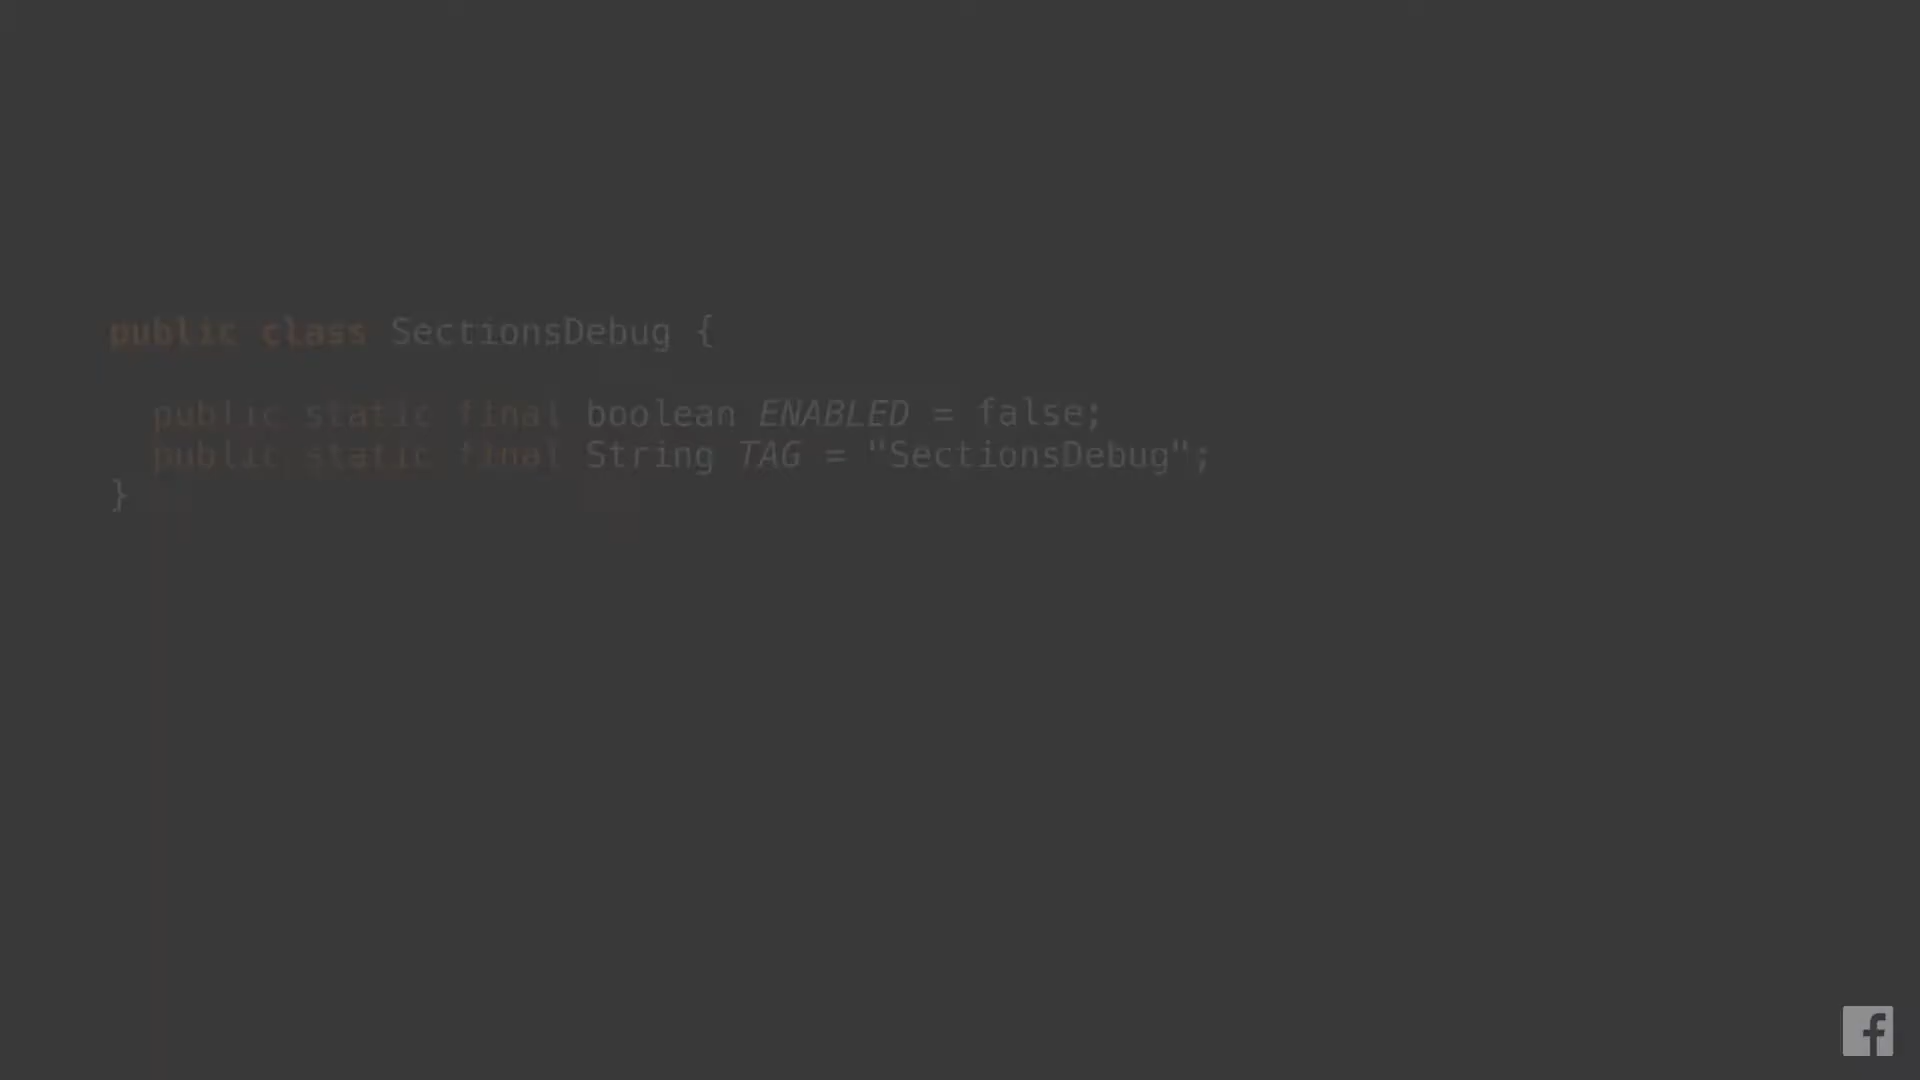 public class SectionsDebug {
public static final boolean ENABLED = false;
public static final String TAG = "SectionsDebug";
}